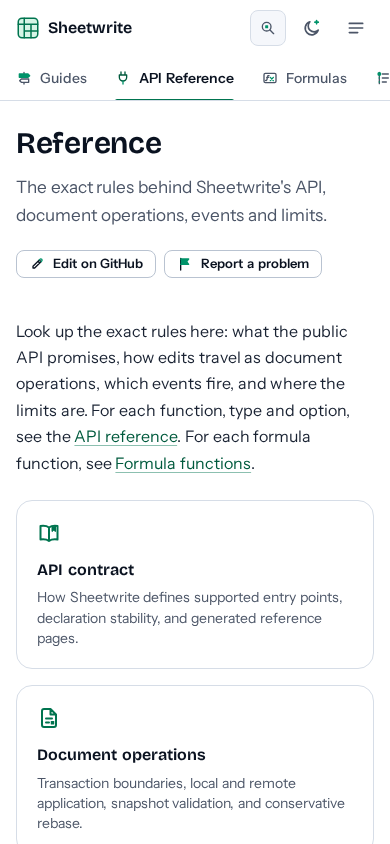 Sheetwrite
Guides
API Reference
Formulas
Reference
The exact rules behind Sheetwrite's API,
document operations, events and limits.
Edit on GitHub
Report a problem
Look up the exact rules here: what the public
API promises, how edits travel as document
operations, which events fire, and where the
limits are. For each function, type and option,
see the API reference. For each formula
function, see Formula functions.
API contract
How Sheetwrite defines supported entry points,
declaration stability, and generated reference
pages.
Document operations
Transaction boundaries, local and remote
application, snapshot validation, and conservative
rebase.